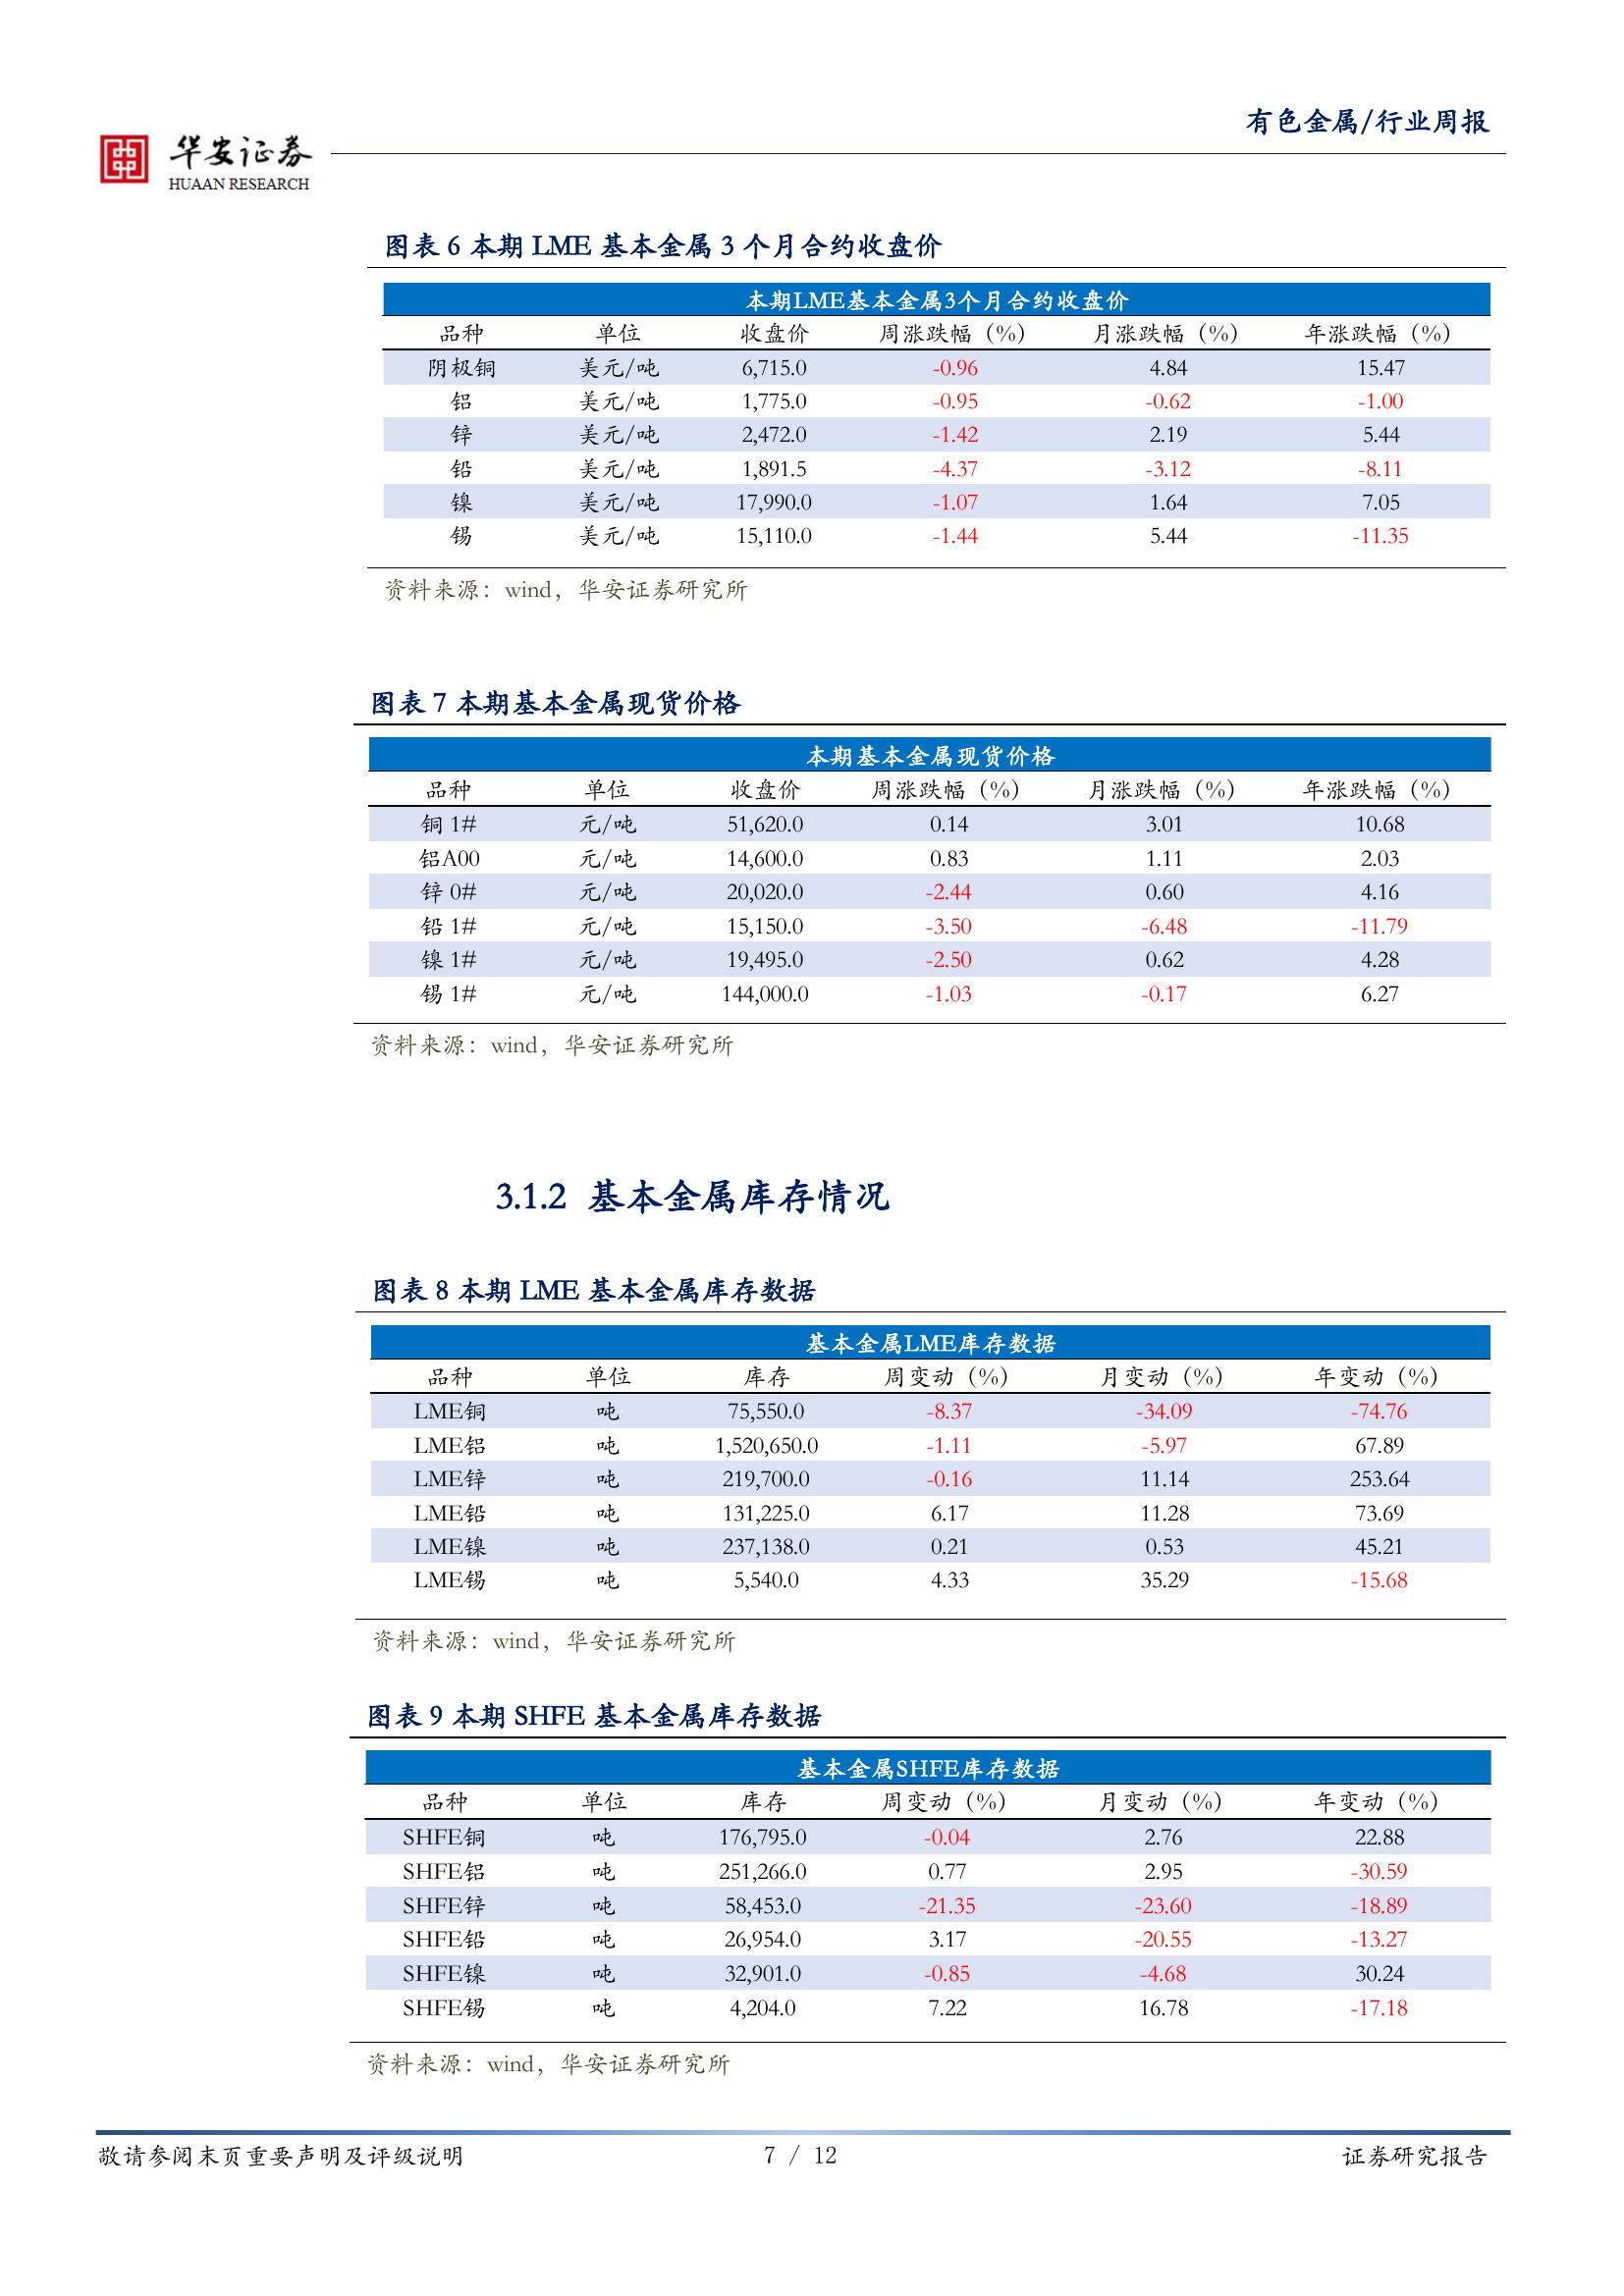 有色金属/行业周报
华安证券
HUAAN RESEARCH
图表 6 本期 LME 基本金属 3 个月合约收盘价
本期LME基本金属3个月合约收盘价
品种 单位 收盘价 周涨跌幅（%） 月涨跌幅（%） 年涨跌幅（%）
阴极铜 美元/吨 6,715.0 -0.96 4.84 15.47
铝 美元/吨 1,775.0 -0.95 -0.62 -1.00
锌 美元/吨 2,472.0 -1.42 2.19 5.44
铅 美元/吨 1,891.5 -4.37 -3.12 -8.11
镍 美元/吨 17,990.0 -1.07 1.64 7.05
锡 美元/吨 15,110.0 -1.44 5.44 -11.35
资料来源：wind，华安证券研究所
图表 7 本期基本金属现货价格
本期基本金属现货价格
品种 单位 收盘价 周涨跌幅（%） 月涨跌幅（%） 年涨跌幅（%）
铜 1# 元/吨 51,620.0 0.14 3.01 10.68
铝A00 元/吨 14,600.0 0.83 1.11 2.03
锌 0# 元/吨 20,020.0 -2.44 0.60 4.16
铅 1# 元/吨 15,150.0 -3.50 -6.48 -11.79
镍 1# 元/吨 19,495.0 -2.50 0.62 4.28
锡 1# 元/吨 144,000.0 -1.03 -0.17 6.27
资料来源：wind，华安证券研究所
3.1.2 基本金属库存情况
图表 8 本期 LME 基本金属库存数据
基本金属LME库存数据
品种 单位 库存 周变动（%） 月变动（%） 年变动（%）
LME铜 吨 75,550.0 -8.37 -34.09 -74.76
LME铝 吨 1,520,650.0 -1.11 -5.97 67.89
LME锌 吨 219,700.0 -0.16 11.14 253.64
LME铅 吨 131,225.0 6.17 11.28 73.69
LME镍 吨 237,138.0 0.21 0.53 45.21
LME锡 吨 5,540.0 4.33 35.29 -15.68
资料来源：wind，华安证券研究所
图表 9 本期 SHFE 基本金属库存数据
基本金属SHFE库存数据
品种 单位 库存 周变动（%） 月变动（%） 年变动（%）
SHFE铜 吨 176,795.0 -0.04 2.76 22.88
SHFE铝 吨 251,266.0 0.77 2.95 -30.59
SHFE锌 吨 58,453.0 -21.35 -23.60 -18.89
SHFE铅 吨 26,954.0 3.17 -20.55 -13.27
SHFE镍 吨 32,901.0 -0.85 -4.68 30.24
SHFE锡 吨 4,204.0 7.22 16.78 -17.18
资料来源：wind，华安证券研究所
敬请参阅末页重要声明及评级说明 7 / 12 证券研究报告